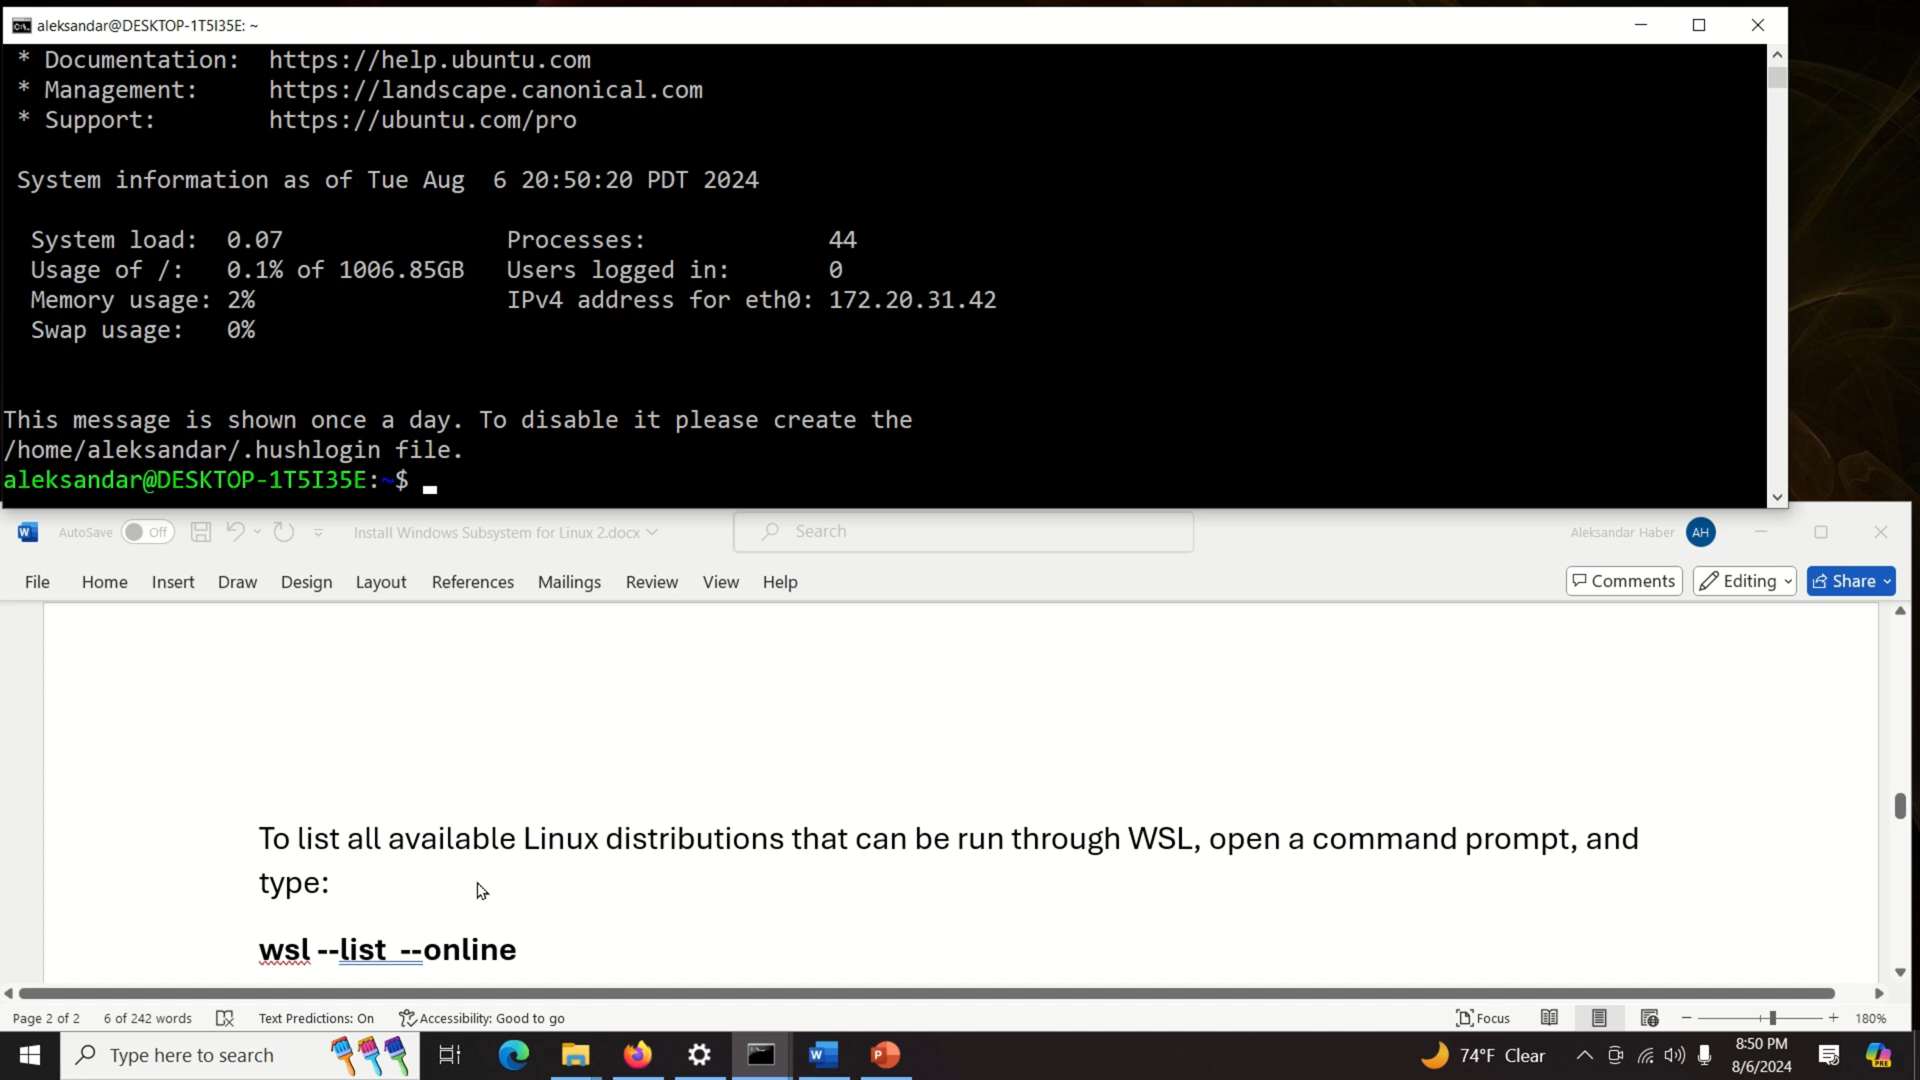 aleksandar@DESKTOP-1T5I35E: ~
* Documentation:  https://help.ubuntu.com
* Management:     https://landscape.canonical.com
* Support:        https://ubuntu.com/pro
System information as of Tue Aug  6 20:50:20 PDT 2024
System load:  0.07                Processes:             44
Usage of /:   0.1% of 1006.85GB   Users logged in:       0
Memory usage: 2%                  IPv4 address for eth0: 172.20.31.42
Swap usage:   0%
This message is shown once a day. To disable it please create the
/home/aleksandar/.hushlogin file.
aleksandar@DESKTOP-1T5I35E:~$
AutoSave Off Install Windows Subsystem for Linux 2.docx Search Aleksandar Haber AH
File Home Insert Draw Design Layout References Mailings Review View Help Comments Editing Share
To list all available Linux distributions that can be run through WSL, open a command prompt, and
type:
wsl --list  --online
Page 2 of 2 6 of 242 words Text Predictions: On Accessibility: Good to go Focus 180%
Type here to search 74°F Clear 8:50 PM
8/6/2024